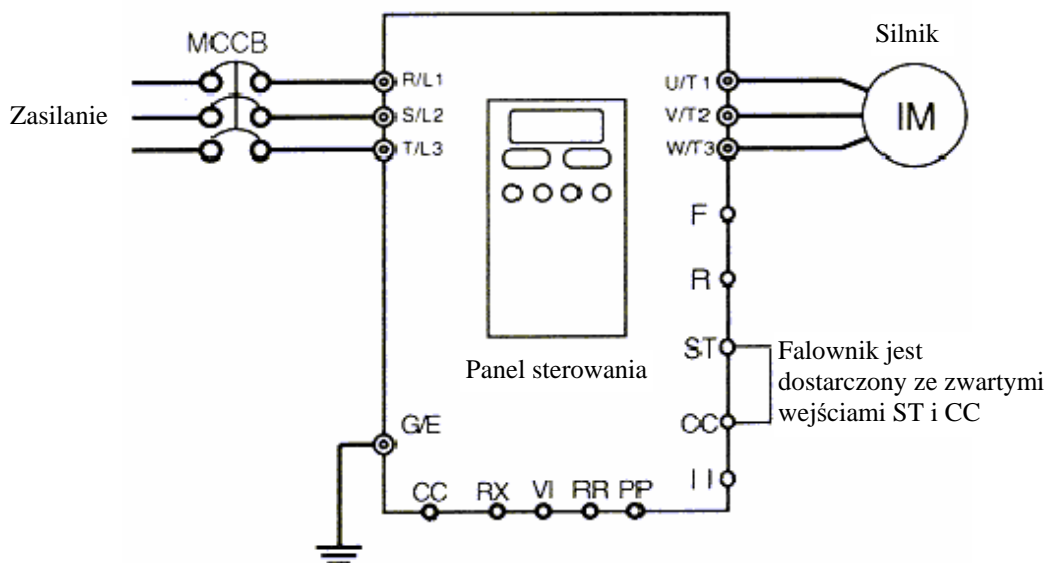 MCCB
Silnik
Zasilanie
R/L1
S/L2
T/L3
U/T1
V/T2
W/T3
IM
F
R
ST
CC
I I
Falownik jest
dostarczony ze zwartymi
wejściami ST i CC
Panel sterowania
G/E
CC RX VI RR PP